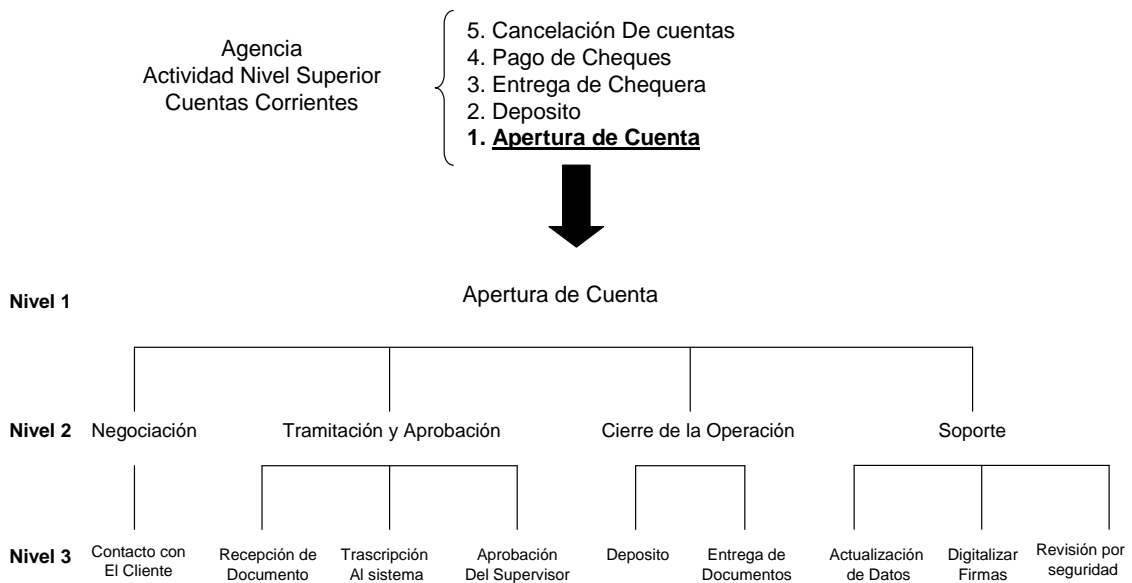 Agencia
Actividad Nivel Superior
Cuentas Corrientes
5. Cancelación De cuentas
4. Pago de Cheques
3. Entrega de Chequera
2. Deposito
1. Apertura de Cuenta
Nivel 1
Apertura de Cuenta
Nivel 2
Negociación
Tramitación y Aprobación
Cierre de la Operación
Soporte
Nivel 3
Contacto con
El Cliente
Recepción de
Documento
Trascripción
Al sistema
Aprobación
Del Supervisor
Deposito
Entrega de
Documentos
Actualización
de Datos
Digitalizar
Firmas
Revisión por
seguridad